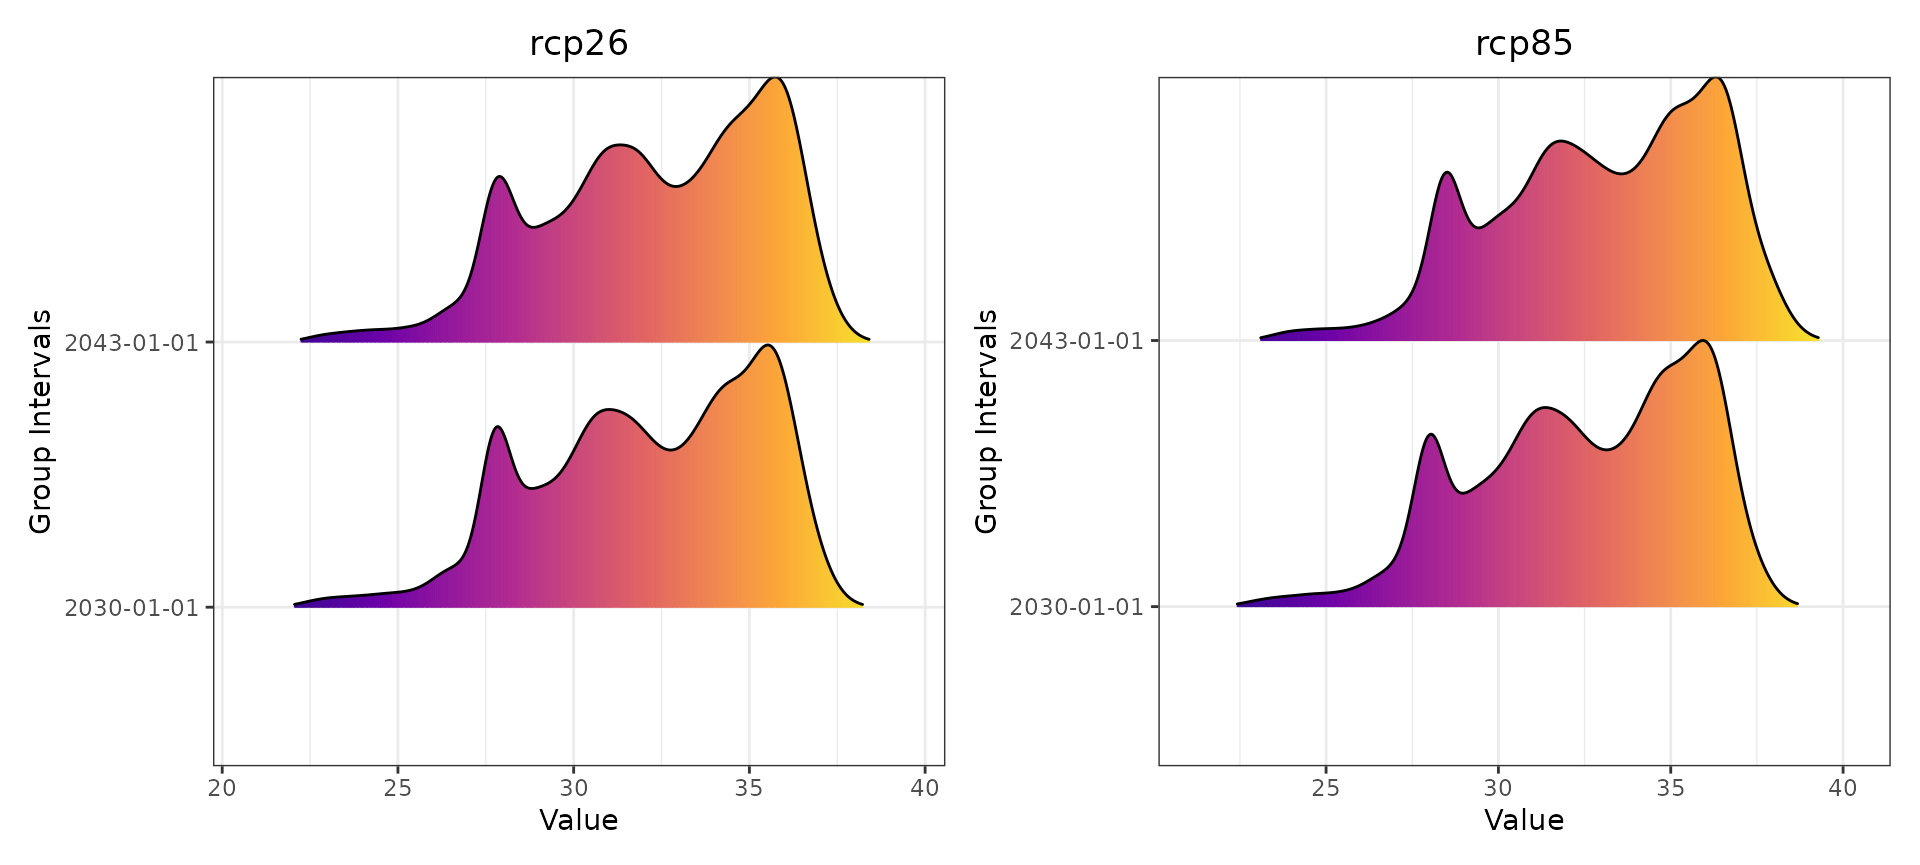 rcp26
Group Intervals
2043-01-01
2030-01-01
20 25 30 35 40
Value
rcp85
Group Intervals
2043-01-01
2030-01-01
25 30 35 40
Value